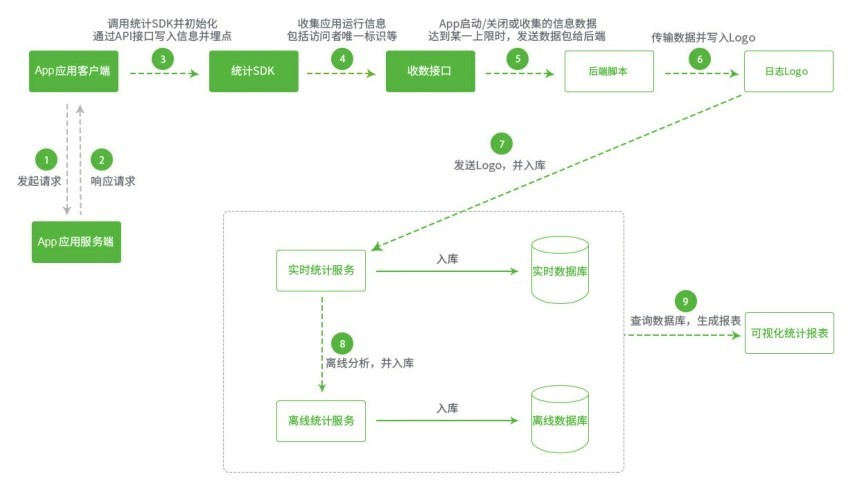 调用统计SDK并初始化
通过API接口写入信息并埋点
收集应用运行信息
包括访问者唯一标识等
App启动/关闭或收集的信息数据
达到某一上限时，发送数据包给后端
传输数据并写入Logo
App应用客户端
3
统计SDK
4
收数接口
5
后端脚本
6
日志Logo
1
发起请求
2
响应请求
7
发送Logo，并入库
App应用服务端
实时统计服务
入库
实时数据库
8
离线分析，并入库
9
查询数据库，生成报表
可视化统计报表
离线统计服务
入库
离线数据库